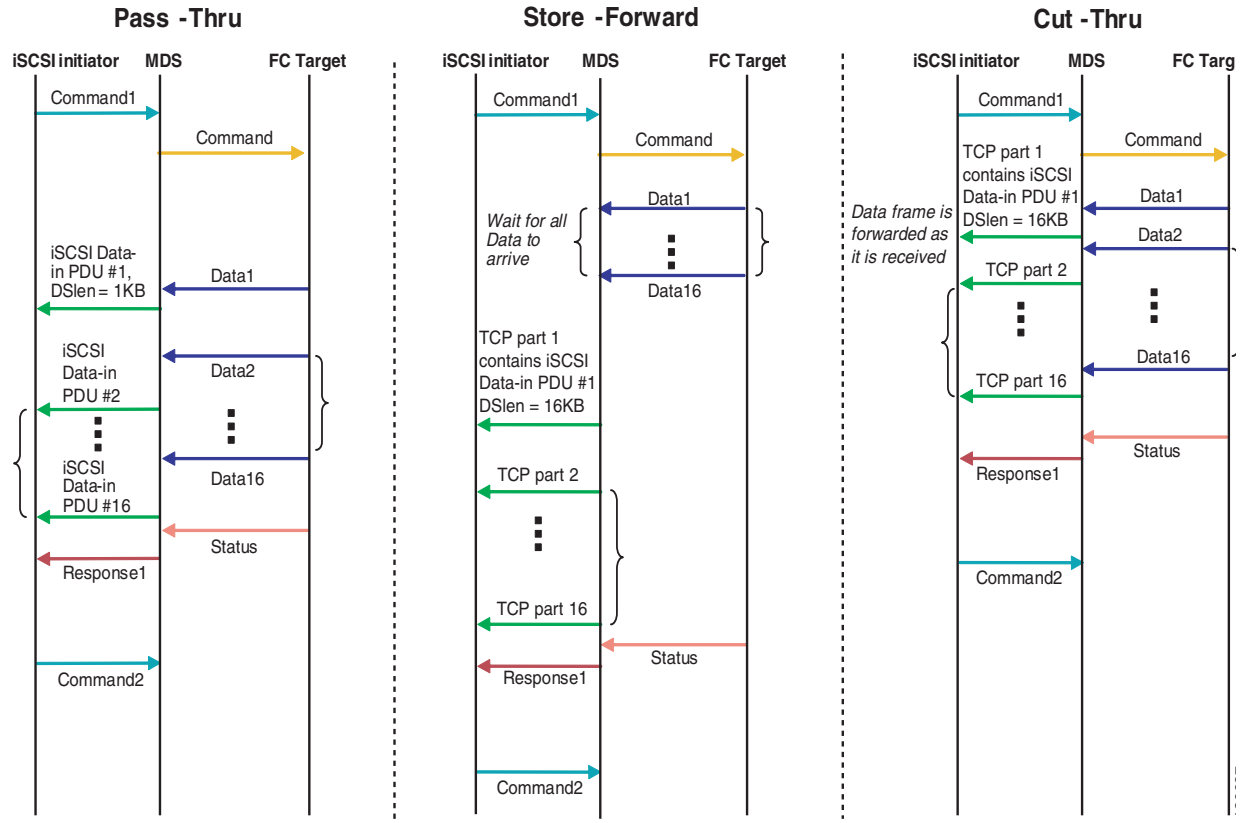 Pass -Thru
iSCSI initiator MDS FC Target
Command1
Command
iSCSI Data-
in PDU #1,
DSlen = 1KB
Data1
iSCSI
Data-in
PDU #2
Data2
iSCSI
Data-in
PDU #16
Data16
Status
Response1
Command2
Store -Forward
iSCSI initiator MDS FC Target
Command1
Command
Data1
Wait for all
Data to
arrive
Data16
TCP part 1
contains iSCSI
Data-in PDU #1
DSlen = 16KB
TCP part 2
TCP part 16
Status
Response1
Command2
Cut -Thru
iSCSI initiator MDS FC Targ
Command1
Command
TCP part 1
contains iSCSI
Data-in PDU #1
DSlen = 16KB
Data1
Data frame is
forwarded as
it is received
Data2
TCP part 2
Data16
TCP part 16
Status
Response1
Command2